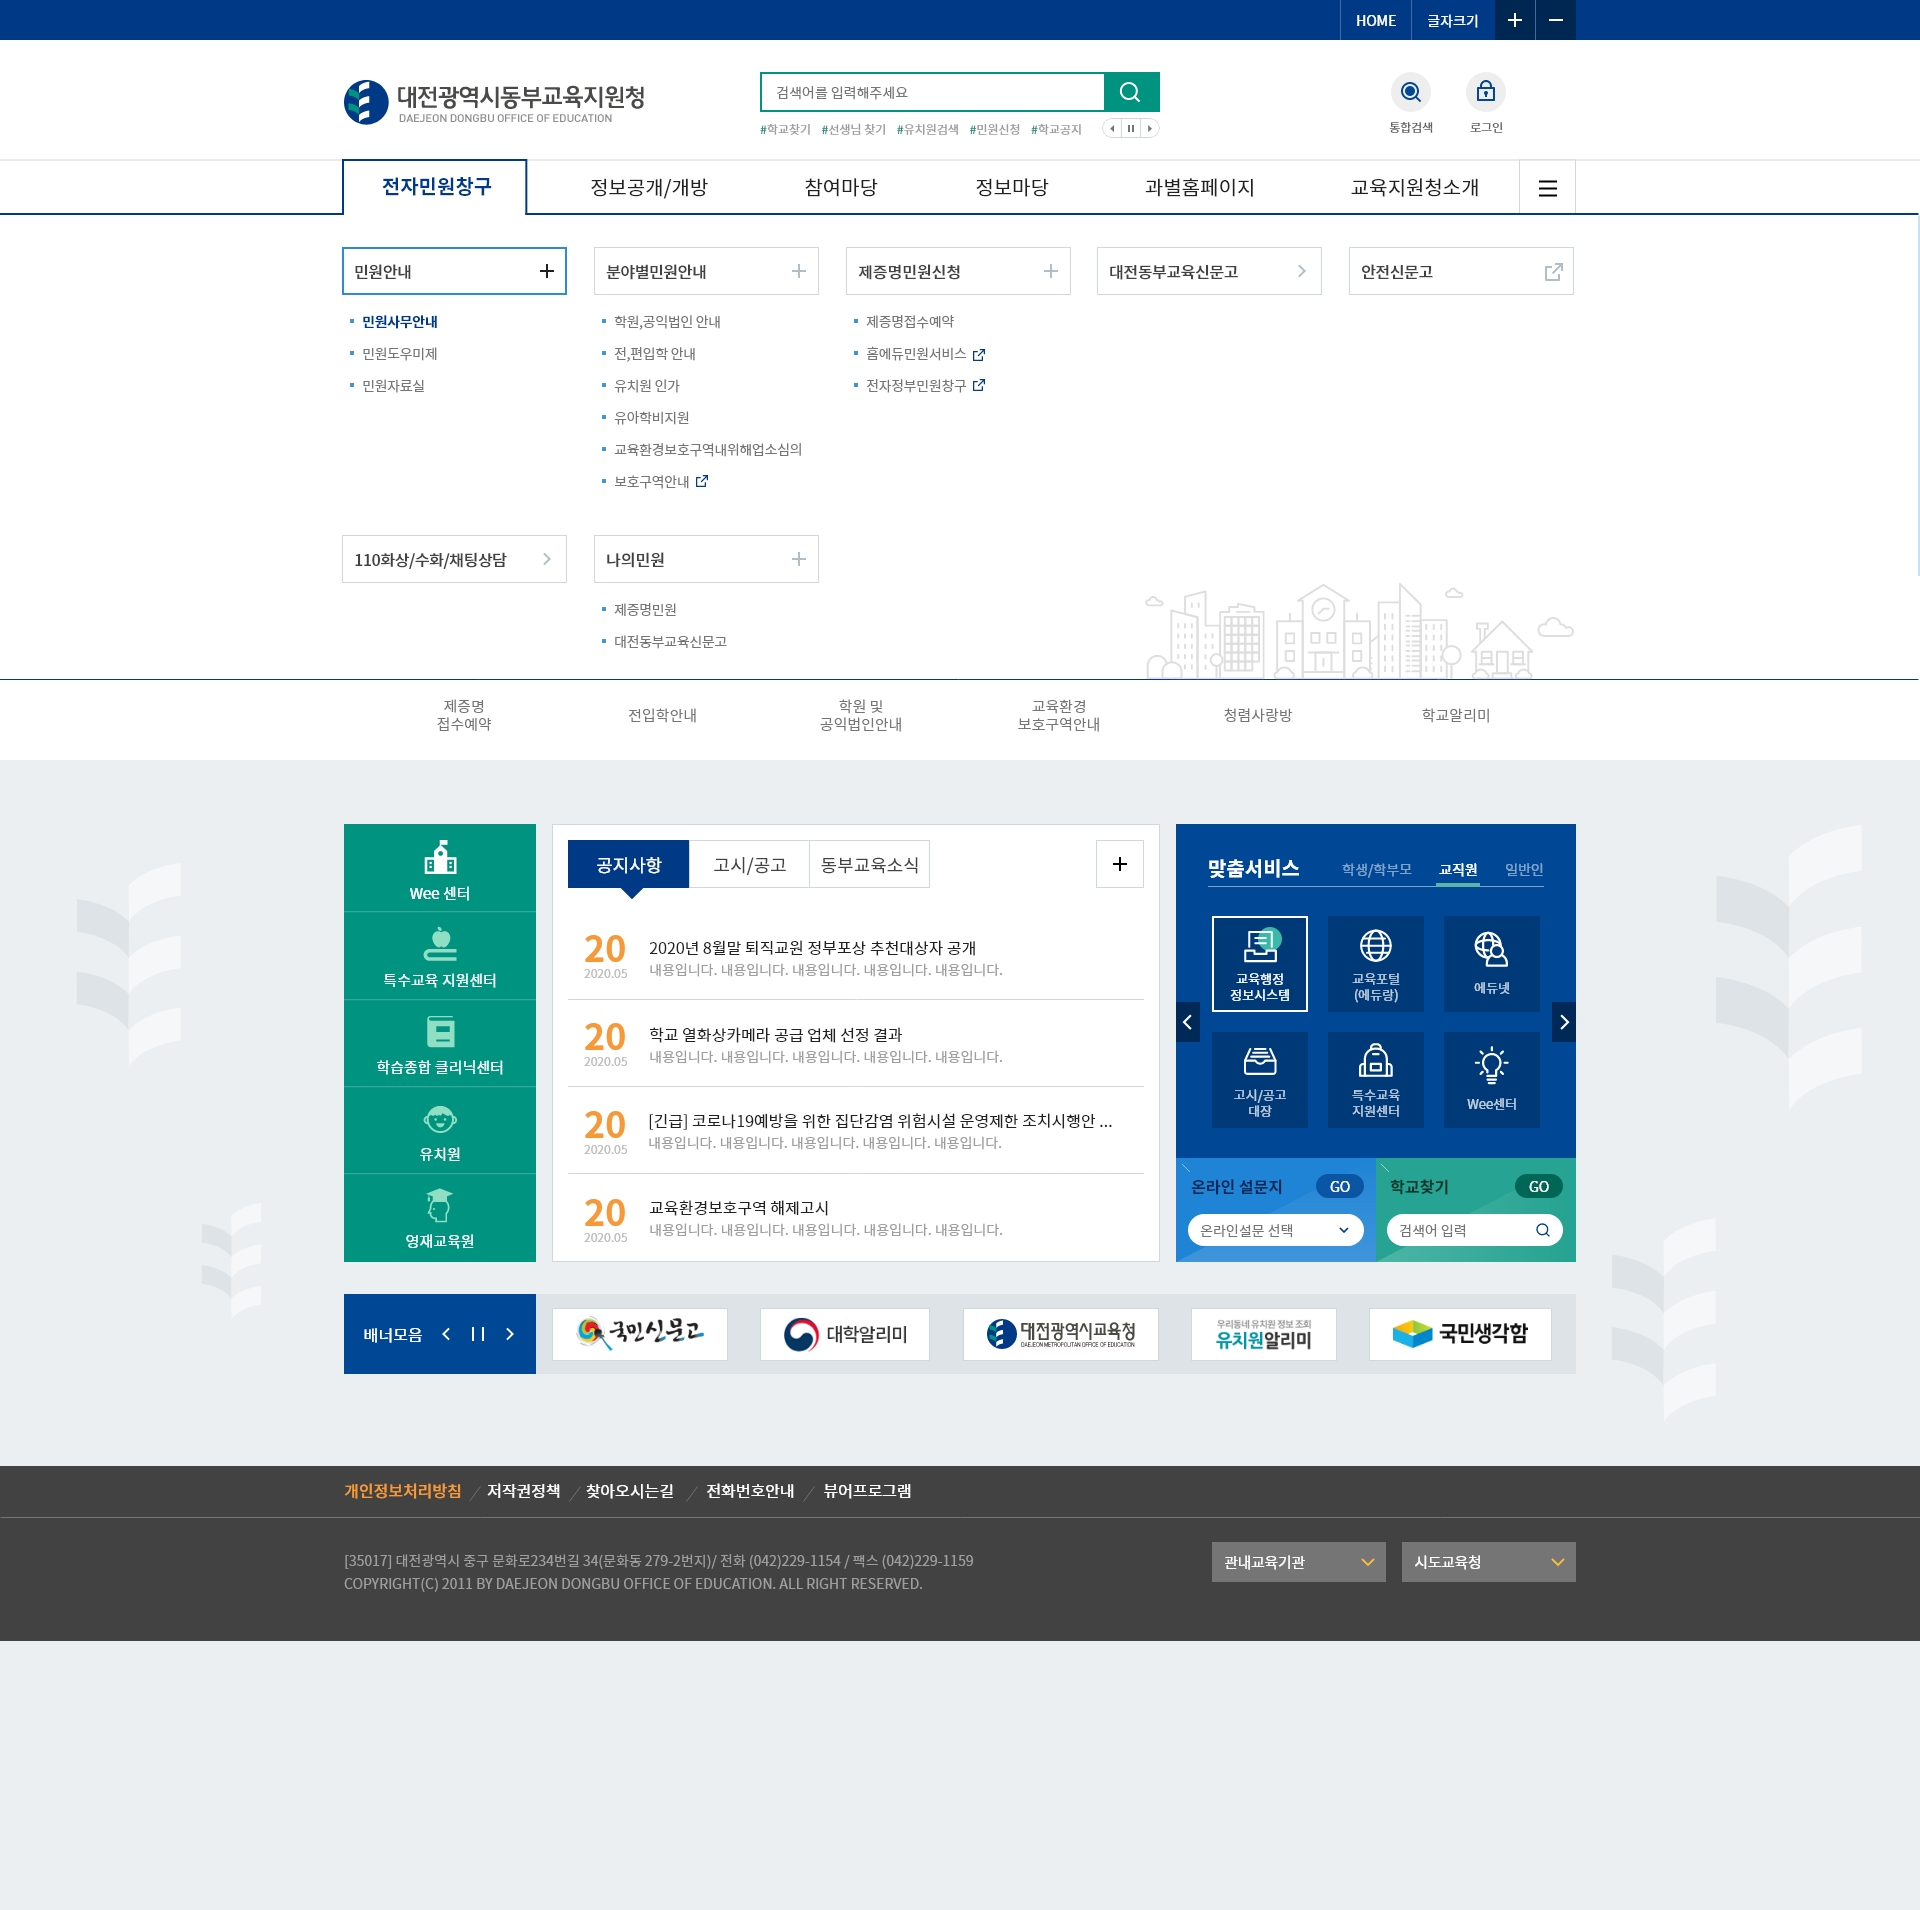 HOME 글자크기
대전광역시동부교육지원청
DAEJEON DONGBU OFFICE OF EDUCATION
검색어를 입력해주세요
#학교찾기 #선생님 찾기 #유치원검색 #민원신청 #학교공지
통합검색 로그인
전자민원창구 정보공개/개방 참여마당 정보마당 과별홈페이지 교육지원청소개
민원안내
민원사무안내
민원도우미제
민원자료실
분야별민원안내
학원,공익법인 안내
전,편입학 안내
유치원 인가
유아학비지원
교육환경보호구역내위해업소심의
보호구역안내
제증명민원신청
제증명접수예약
홈에듀민원서비스
전자정부민원창구
대전동부교육신문고
안전신문고
110화상/수화/채팅상담
나의민원
제증명민원
대전동부교육신문고
제증명
접수예약
전입학안내
학원 및
공익법인안내
교육환경
보호구역안내
청렴사랑방
학교알리미
Wee 센터
특수교육 지원센터
학습종합 클리닉센터
유치원
영재교육원
공지사항 고시/공고 동부교육소식
20
2020.05
2020년 8월말 퇴직교원 정부포상 추천대상자 공개
내용입니다. 내용입니다. 내용입니다. 내용입니다. 내용입니다.
20
2020.05
학교 열화상카메라 공급 업체 선정 결과
내용입니다. 내용입니다. 내용입니다. 내용입니다. 내용입니다.
20
2020.05
[긴급] 코로나19예방을 위한 집단감염 위험시설 운영제한 조치시행안 ...
내용입니다. 내용입니다. 내용입니다. 내용입니다. 내용입니다.
20
2020.05
교육환경보호구역 해제고시
내용입니다. 내용입니다. 내용입니다. 내용입니다. 내용입니다.
맞춤서비스 학생/학부모 교직원 일반인
교육행정
정보시스템
교육포털
(에듀랑)
에듀넷
고시/공고
대장
특수교육
지원센터
Wee센터
온라인 설문지 GO
온라인설문 선택
학교찾기 GO
검색어 입력
배너모음
국민신문고
대학알리미
대전광역시교육청
DAEJEON METROPOLITAN OFFICE OF EDUCATION
우리동네 유치원 정보 조회
유치원알리미
국민생각함
개인정보처리방침 / 저작권정책 / 찾아오시는길 / 전화번호안내 / 뷰어프로그램
[35017] 대전광역시 중구 문화로234번길 34(문화동 279-2번지)/ 전화 (042)229-1154 / 팩스 (042)229-1159
COPYRIGHT(C) 2011 BY DAEJEON DONGBU OFFICE OF EDUCATION. ALL RIGHT RESERVED.
관내교육기관 시도교육청